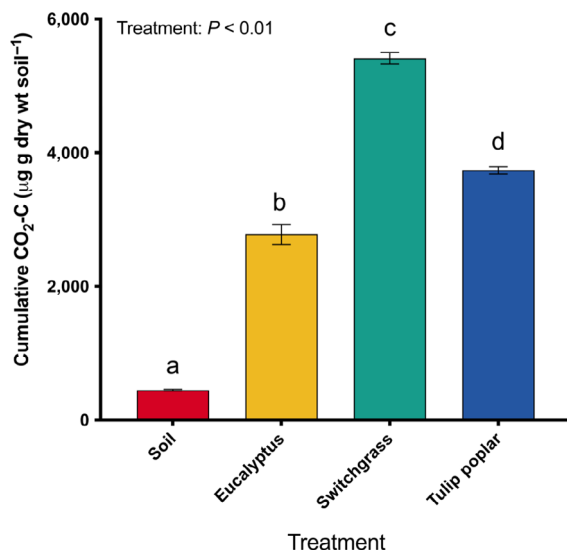 Treatment: P < 0.01
Cumulative CO₂-C (μg g dry wt soil⁻¹)
6,000
4,000
2,000
0
a
b
c
d
Soil
Eucalyptus
Switchgrass
Tulip poplar
Treatment